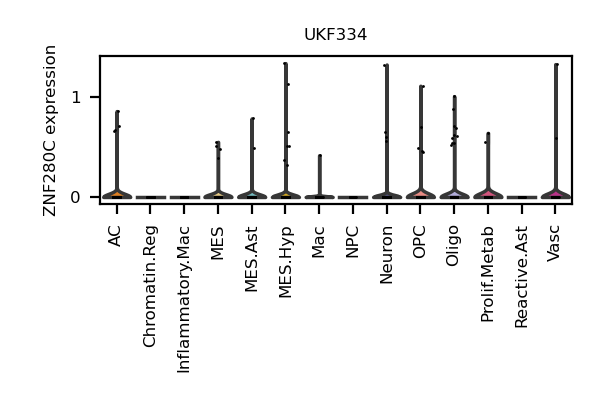 UKF334
ZNF280C expression
1
0
AC
Chromatin.Reg
Inflammatory.Mac
MES
MES.Ast
MES.Hyp
Mac
NPC
Neuron
OPC
Oligo
Prolif.Metab
Reactive.Ast
Vasc